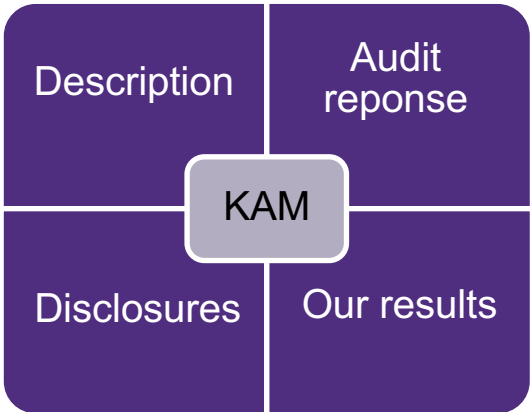 Description
Audit
reponse
KAM
Disclosures
Our results